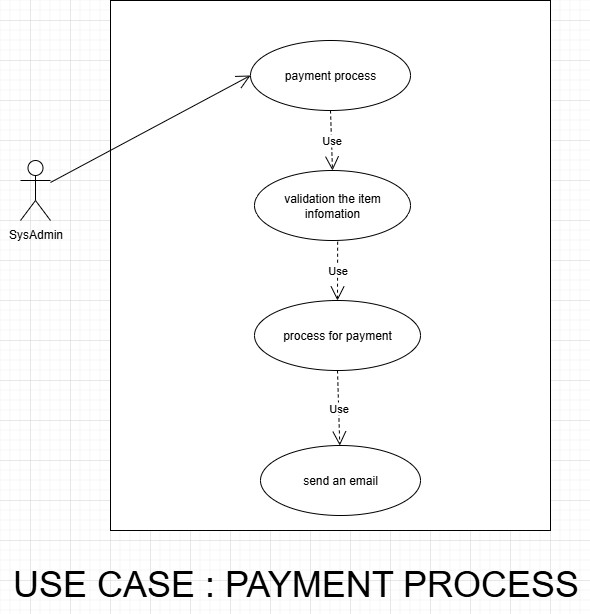 payment process
Use
validation the item
infomation
Use
SysAdmin
process for payment
Use
send an email
USE CASE : PAYMENT PROCESS